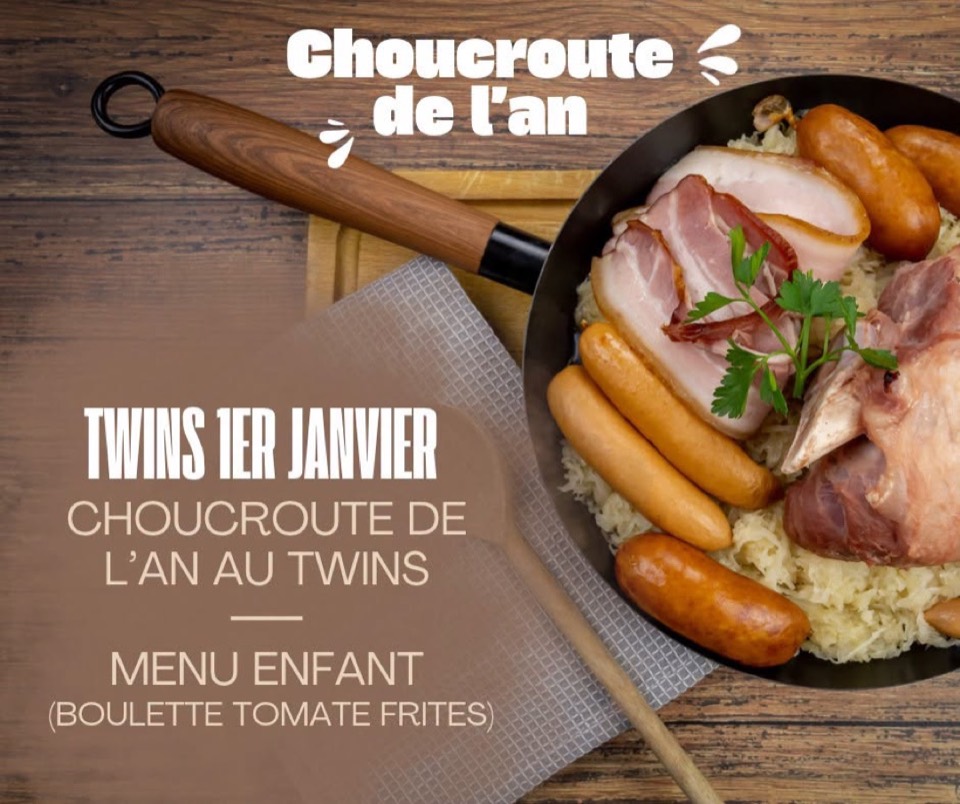 Choucroute
de l'an
TWINS 1ER JANVIER
CHOUCROUTE DE
L'AN AU TWINS
MENU ENFANT
(BOULETTE TOMATE FRITES)